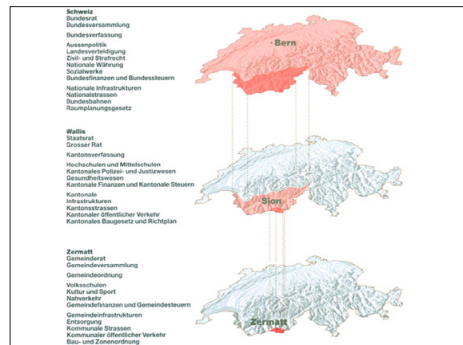 Schweiz
Bundesrat
Bundesversammlung
Bundesverfassung
Aussenpolitik
Landesverteidigung
Zivil- und Strafrecht
Nationale Währung
Sozialwerke
Bundesfinanzen und Bundessteuern
Nationale Infrastrukturen
Nationalstrassen
Bundesbahnen
Raumplanungsgesetz
Bern
Wallis
Staatsrat
Grosser Rat
Kantonsverfassung
Hochschulen und Mittelschulen
Kantonales Polizei- und Justizwesen
Gesundheitswesen
Kantonale Finanzen und Kantonale Steuern
Kantonale
Infrastrukturen
Kantonsstrassen
Kantonaler öffentlicher Verkehr
Kantonales Baugesetz und Richtplan
Sion
Zermatt
Gemeinderat
Gemeindeversammlung
Gemeindeordnung
Volksschulen
Kultur und Sport
Nahverkehr
Gemeindefinanzen und Gemeindesteuern
Gemeindeinfrastrukturen
Entsorgung
Kommunale Strassen
Kommunaler öffentlicher Verkehr
Bau- und Zonenordnung
Zermatt